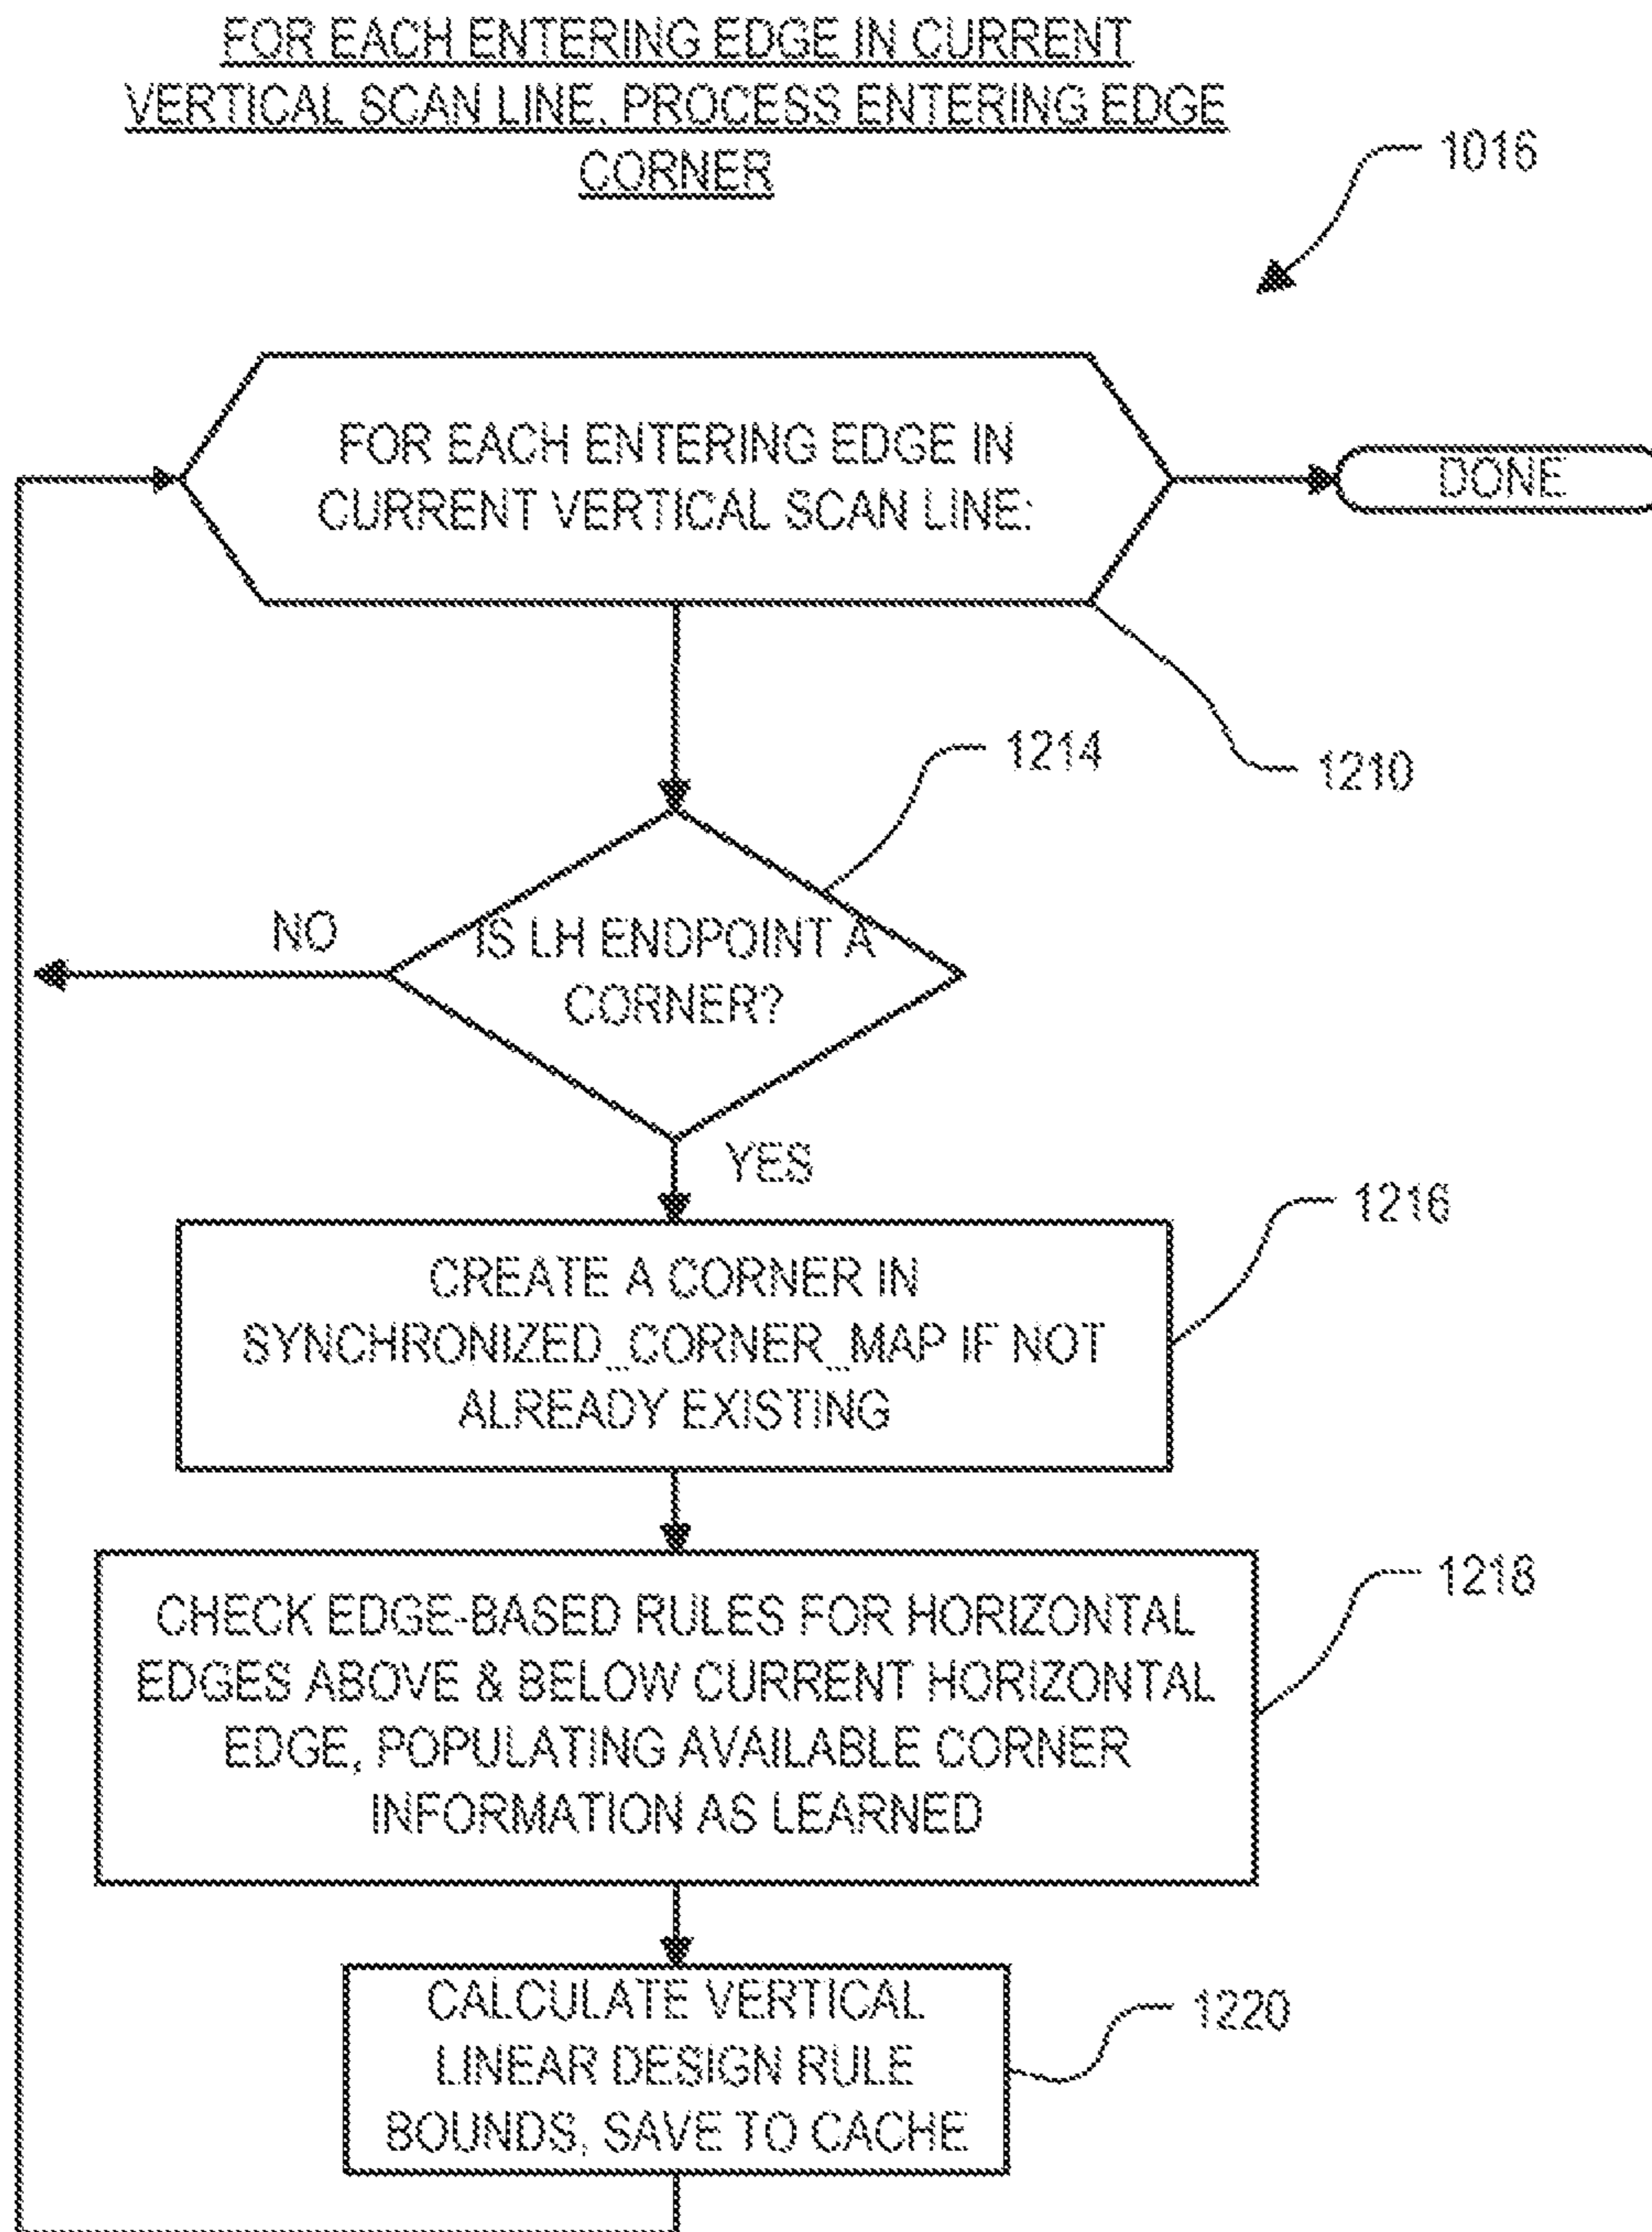 FOR EACH ENTERING EDGE IN CURRENT
VERTICAL SCAN LINE, PROCESS ENTERING EDGE
CORNER
1016
FOR EACH ENTERING EDGE IN
CURRENT VERTICAL SCAN LINE:
DONE
1210
1214
IS LH ENDPOINT A
CORNER?
NO
YES
1216
CREATE A CORNER IN
SYNCHRONIZED_CORNER_MAP IF NOT
ALREADY EXISTING
1218
CHECK EDGE-BASED RULES FOR HORIZONTAL
EDGES ABOVE & BELOW CURRENT HORIZONTAL
EDGE, POPULATING AVAILABLE CORNER
INFORMATION AS LEARNED
1220
CALCULATE VERTICAL
LINEAR DESIGN RULE
BOUNDS, SAVE TO CACHE